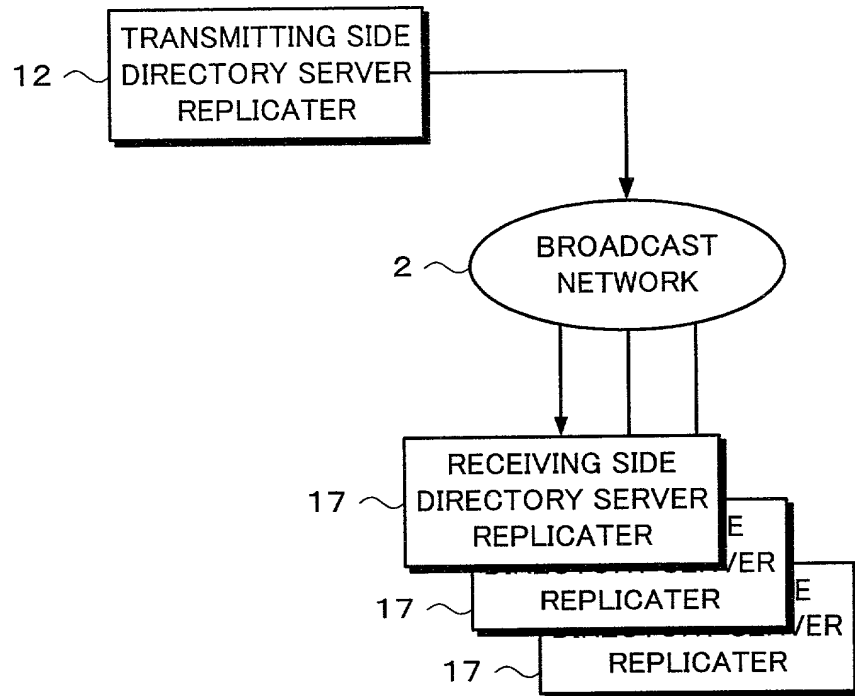 TRANSMITTING SIDE
12 DIRECTORY SERVER
REPLICATER
BROADCAST
2
NETWORK
RECEIVING SIDE
17 DIRECTORY SERVER
REPLICATER
E
VER
17 REPLICATER
E
VER
17 REPLICATER